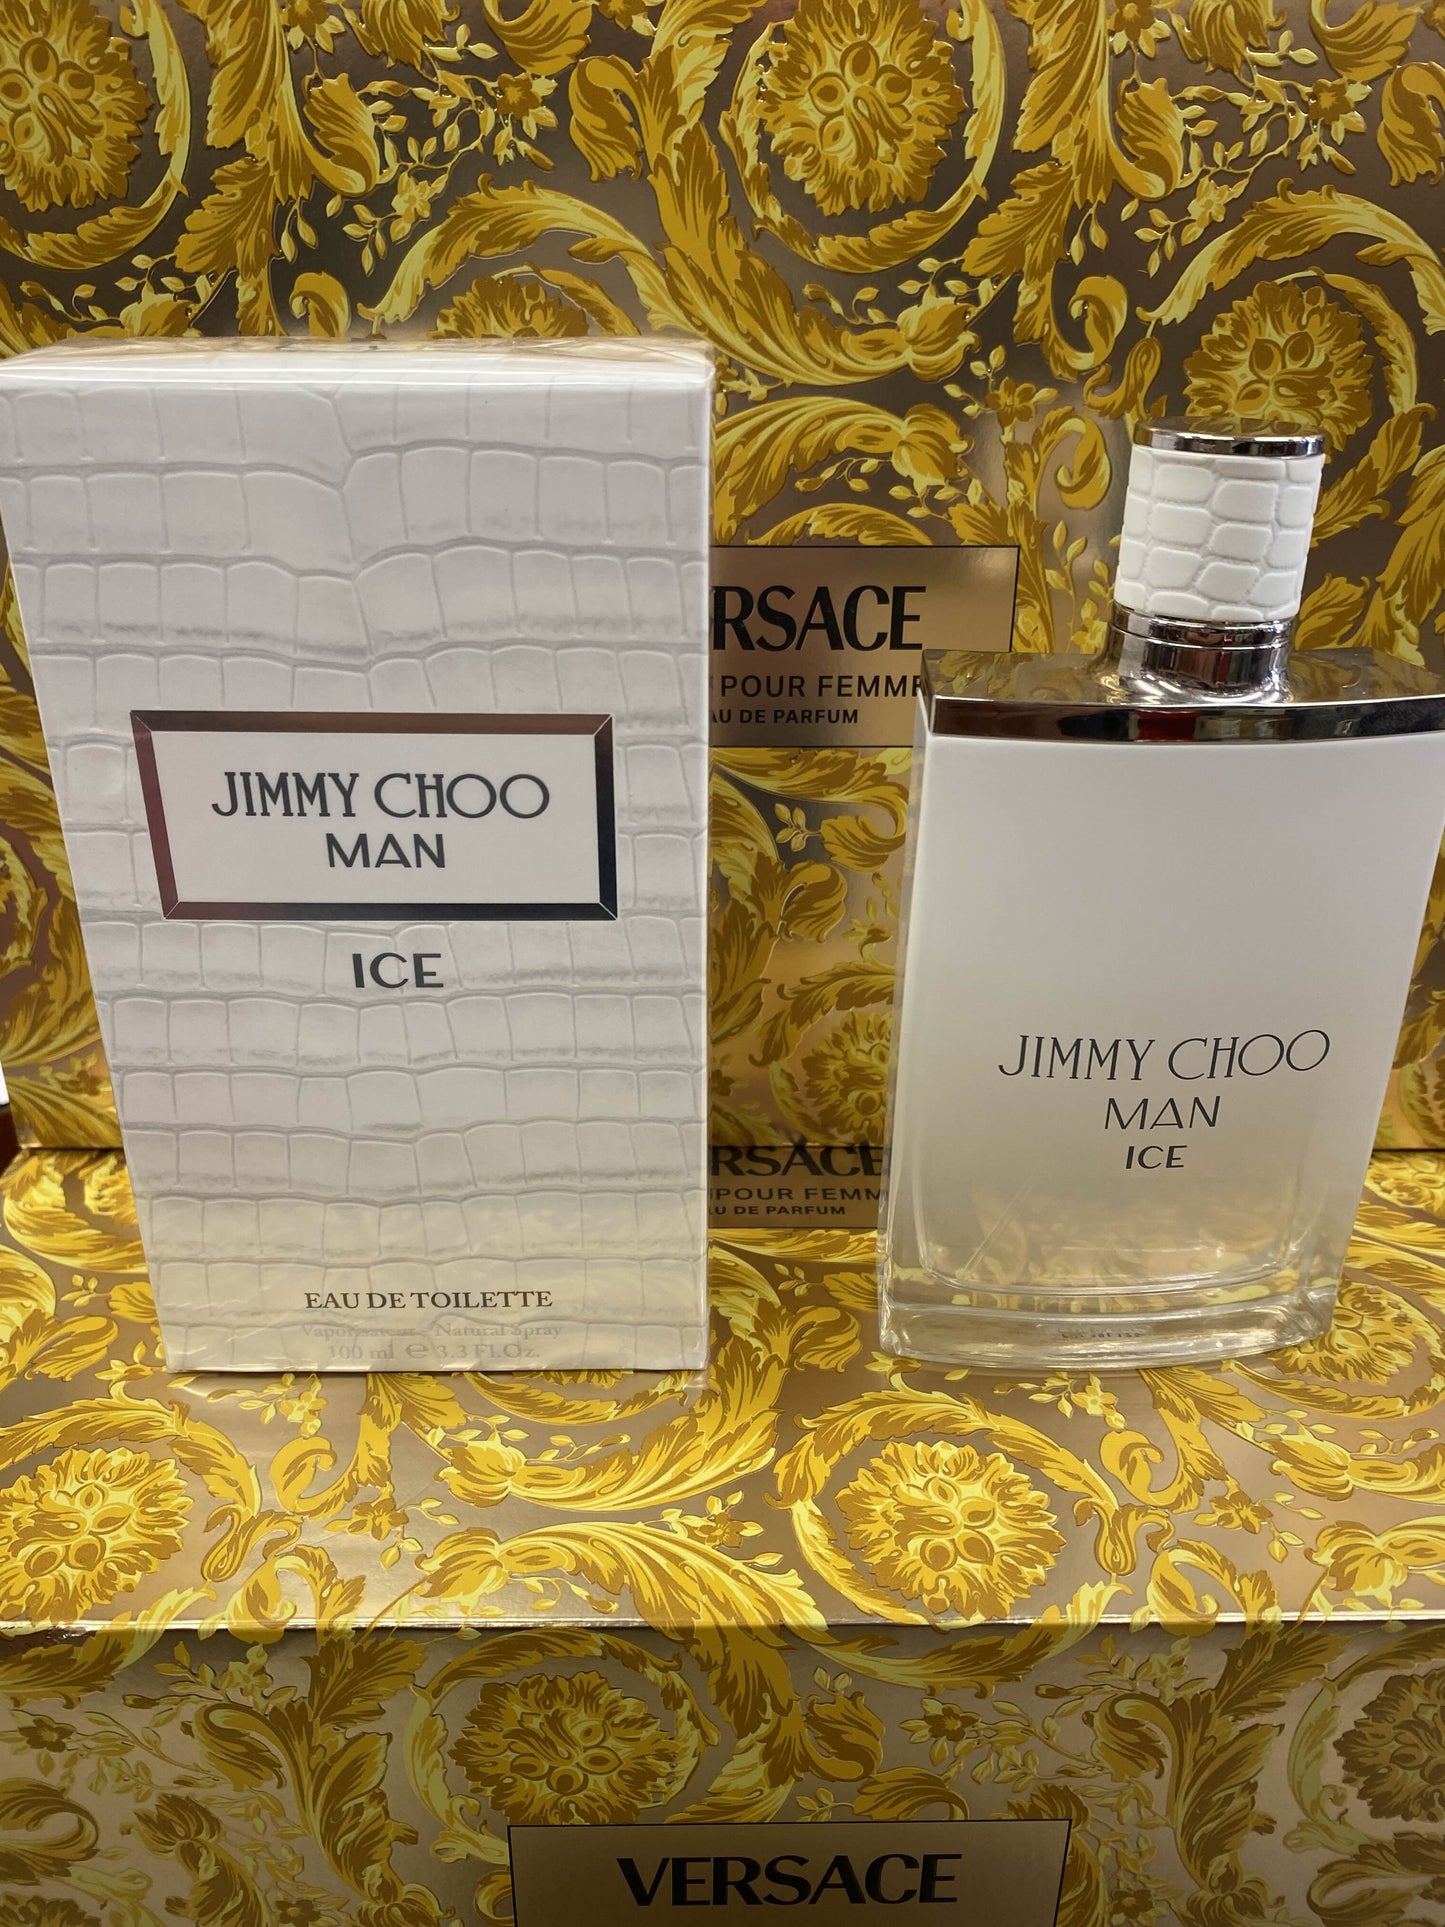 JIMMY CHOO
MAN
ICE
EAU DE TOILETTE
Vaporisateur - Natural Spray
100 ml e 3.3 Fl.Oz.
RSACE
POUR FEMME
AU DE PARFUM
JIMMY CHOO
MAN
ICE
RSACE
POUR FEMM
AU DE PARFUM
VERSACE